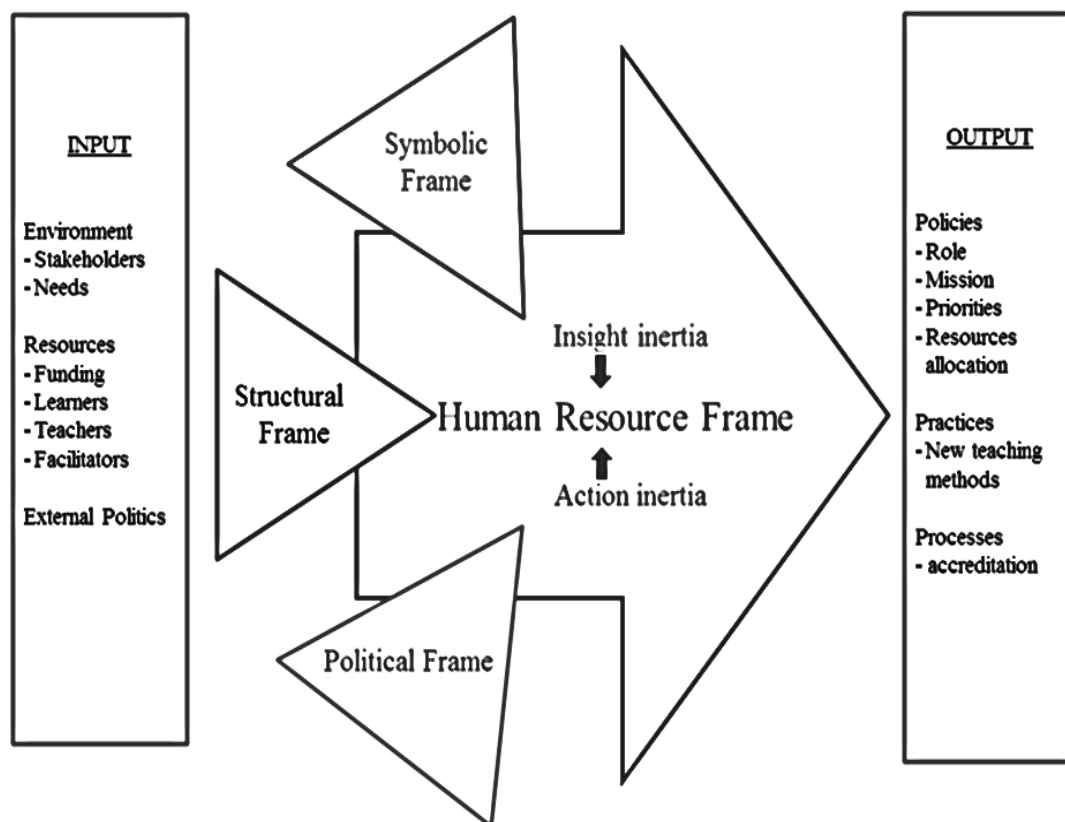 INPUT
Environment
- Stakeholders
- Needs
Resources
- Funding
- Learners
- Teachers
- Facilitators
External Politics
Symbolic
Frame
Structural
Frame
Political Frame
Insight inertia
Human Resource Frame
Action inertia
OUTPUT
Policies
- Role
- Mission
- Priorities
- Resources
allocation
Practices
- New teaching
methods
Processes
- accreditation